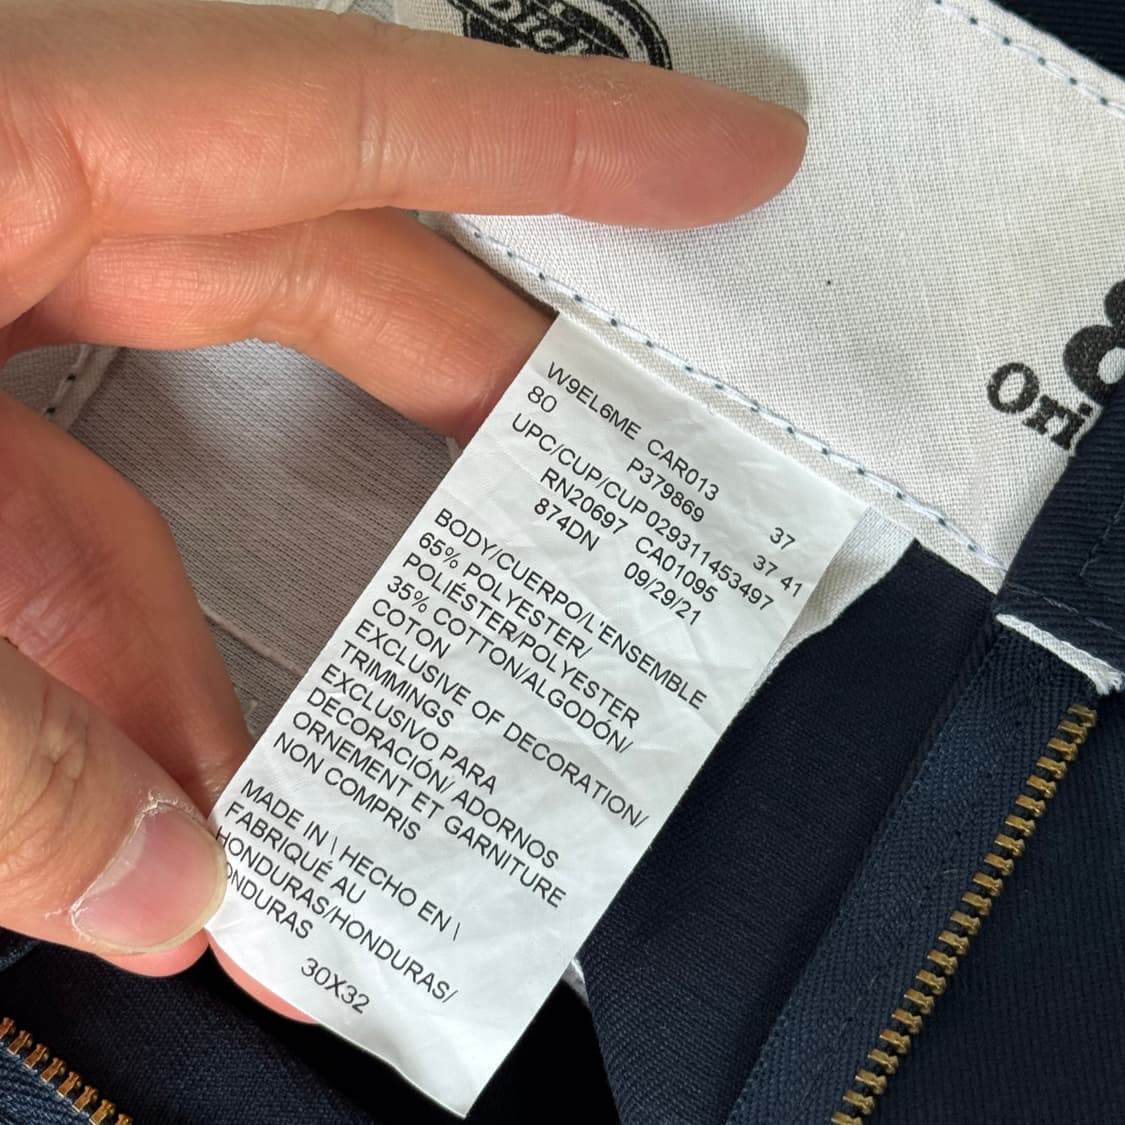 Ori
W9EL6ME CAR013 37
80 P379869 37 41
UPC/CUP/CUP 029311453497
RN20697 CA01095
874DN 09/29/21
BODY/CUERPO/L'ENSEMBLE
65% POLYESTER/
POLIÉSTER/POLYESTER
35% COTTON/ALGODÓN/
COTON
EXCLUSIVE OF DECORATION/
TRIMMINGS
EXCLUSIVO PARA
DECORACIÓN/ ADORNOS
ORNEMENT ET GARNITURE
NON COMPRIS
MADE IN \ HECHO EN \
FABRIQUÉ AU
HONDURAS/HONDURAS/
HONDURAS
30X32